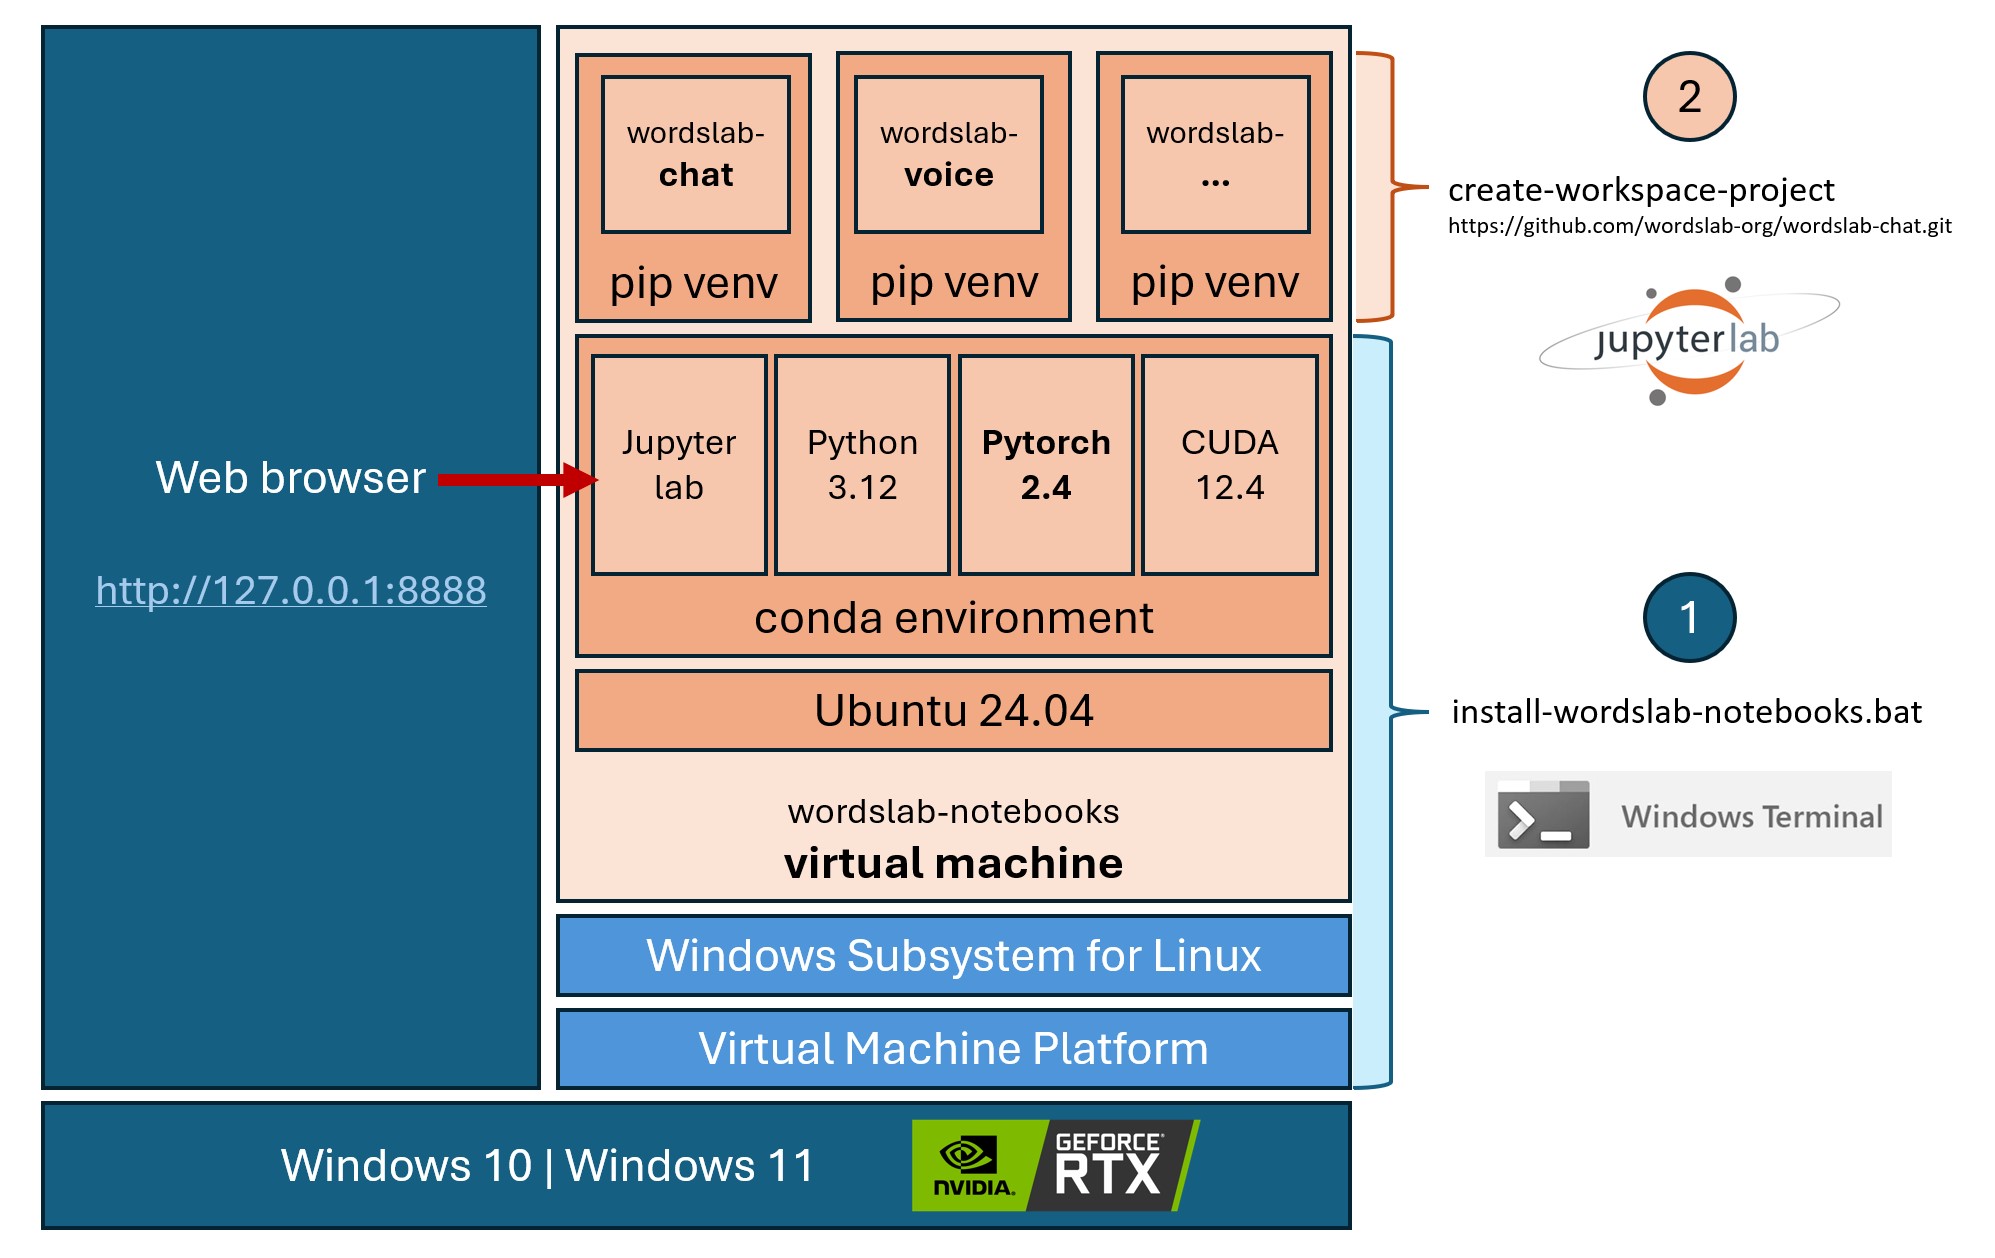 wordslab-
chat
pip venv
wordslab-
voice
pip venv
wordslab-
...
pip venv
2
create-workspace-project
https://github.com/wordslab-org/wordslab-chat.git
jupyterlab
Web browser
http://127.0.0.1:8888
Jupyter
lab
Python
3.12
Pytorch
2.4
CUDA
12.4
conda environment
Ubuntu 24.04
wordslab-notebooks
virtual machine
1
install-wordslab-notebooks.bat
Windows Terminal
Windows Subsystem for Linux
Virtual Machine Platform
Windows 10 | Windows 11
NVIDIA.
GEFORCE
RTX